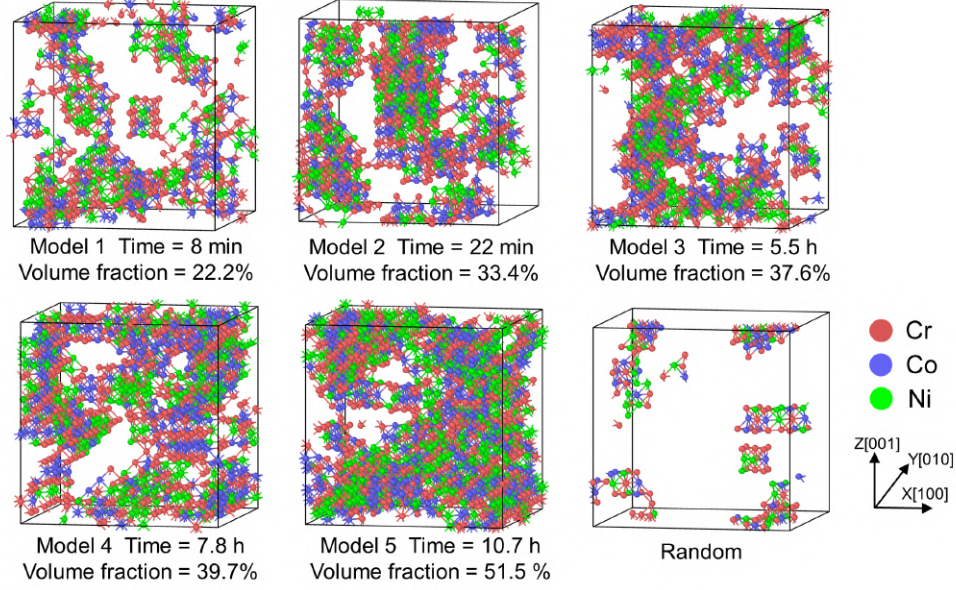 Model 1 Time = 8 min
Volume fraction = 22.2%
Model 2 Time = 22 min
Volume fraction = 33.4%
Model 3 Time = 5.5 h
Volume fraction = 37.6%
Model 4 Time = 7.8 h
Volume fraction = 39.7%
Model 5 Time = 10.7 h
Volume fraction = 51.5 %
Random
Cr
Co
Ni
Z[001]
Y[010]
X[100]